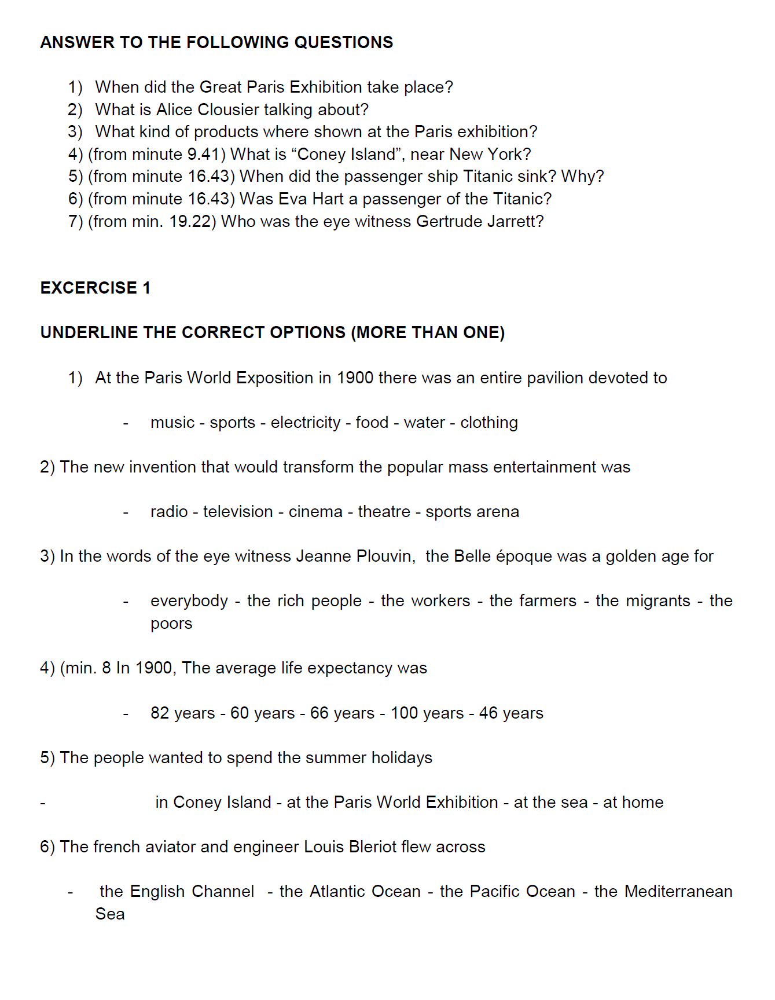 ANSWER TO THE FOLLOWING QUESTIONS
1) When did the Great Paris Exhibition take place?
2) What is Alice Clousier talking about?
3) What kind of products where shown at the Paris exhibition?
4) (from minute 9.41) What is “Coney Island”, near New York?
5) (from minute 16.43) When did the passenger ship Titanic sink? Why?
6) (from minute 16.43) Was Eva Hart a passenger of the Titanic?
7) (from min. 19.22) Who was the eye witness Gertrude Jarrett?
EXCERCISE 1
UNDERLINE THE CORRECT OPTIONS (MORE THAN ONE)
1) At the Paris World Exposition in 1900 there was an entire pavilion devoted to
- music - sports - electricity - food - water - clothing
2) The new invention that would transform the popular mass entertainment was
- radio - television - cinema - theatre - sports arena
3) In the words of the eye witness Jeanne Plouvin,  the Belle époque was a golden age for
- everybody - the rich people - the workers - the farmers - the migrants - the
poors
4) (min. 8 In 1900, The average life expectancy was
- 82 years - 60 years - 66 years - 100 years - 46 years
5) The people wanted to spend the summer holidays
- in Coney Island - at the Paris World Exhibition - at the sea - at home
6) The french aviator and engineer Louis Bleriot flew across
- the English Channel  - the Atlantic Ocean - the Pacific Ocean - the Mediterranean
Sea